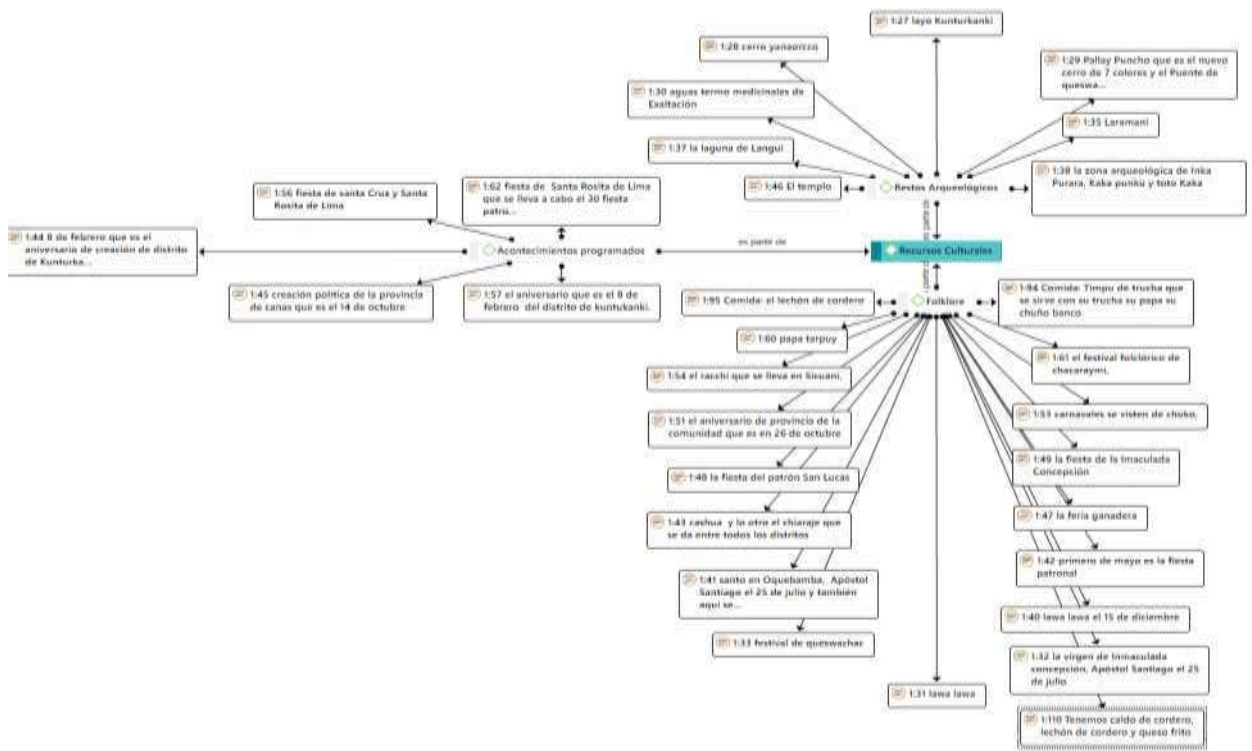 1:27 layo Kunturkanki
1:28 cerro yanaorcco
1:29 Pallay Puncho que es el nuevo
cerro de 7 colores y el Puente de
queswa...
1:30 aguas termo medicinales de
Exaltación
1:35 Laramani
1:37 la laguna de Langui
1:46 El templo
Restos Arqueológicos
1:38 la zona arqueológica de Inka
Purara, Kaka punku y toto Kaka
1:56 fiesta de santa Cruz y Santa
Rosita de Lima
1:62 fiesta de Santa Rosita de Lima
que se lleva a cabo el 30 fiesta
patro...
1:44 8 de febrero que es el
aniversario de creación de distrito
de Kunturka...
Acontecimientos programados
es parte de
Recursos Culturales
es parte de
1:45 creación política de la provincia
de canas que es el 14 de octubre
1:57 el aniversario que es el 8 de
febrero del distrito de kuntukanki.
1:95 Comida: el lechón de cordero
Folklore
1:94 Comida: Timpu de trucha que
se sirve con su trucha su papa su
chuño banco
1:60 papa tarpuy
1:61 el festival folclórico de
chacaraymi,
1:54 el racchi que se lleva en Sicuani,
1:53 carnavales se visten de chuko,
1:51 el aniversario de provincia de la
comunidad que es en 26 de octubre
1:49 la fiesta de la Imaculada
Concepción
1:48 la fiesta del patrón San Lucas
1:47 la feria ganadera
1:43 cashua y lo otro el chiaraje que
se da entre todos los distritos
1:42 primero de mayo es la fiesta
patronal
1:41 santo en Oquebamba, Apóstol
Santiago el 25 de julio y también
aquí se...
1:40 lawa lawa el 15 de diciembre
1:33 festival de queswachas
1:32 la virgen de Inmaculada
concepción, Apóstol Santiago el 25
de julio
1:31 lawa lawa
1:110 Tenemos caldo de cordero,
lechón de cordero y queso frito